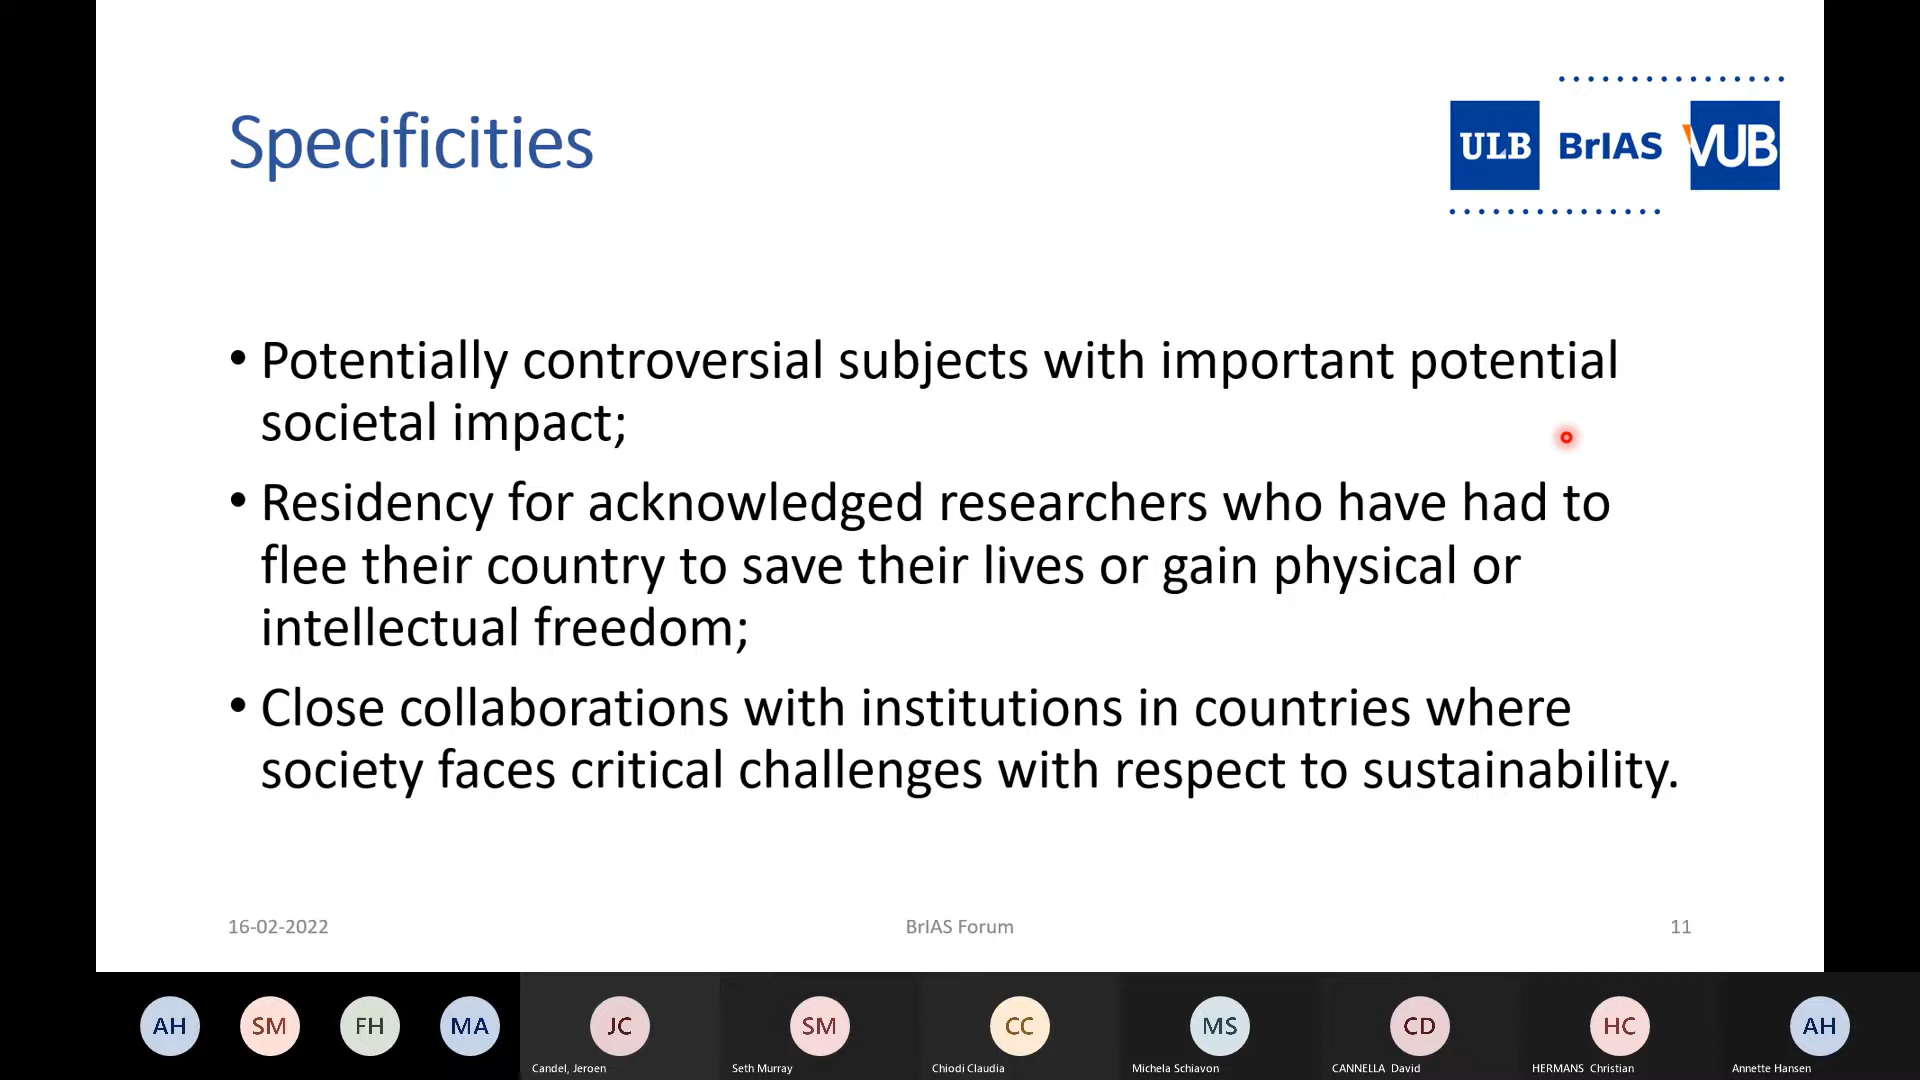 Specificities
ULB BrIAS VUB
• Potentially controversial subjects with important potential
societal impact;
• Residency for acknowledged researchers who have had to
flee their country to save their lives or gain physical or
intellectual freedom;
• Close collaborations with institutions in countries where
society faces critical challenges with respect to sustainability.
16-02-2022 BrIAS Forum 11
AH SM FH MA JC SM CC MS CD HC AH
Candel, Jeroen Seth Murray Chiodi Claudia Michela Schiavon CANNELLA David HERMANS Christian Annette Hansen